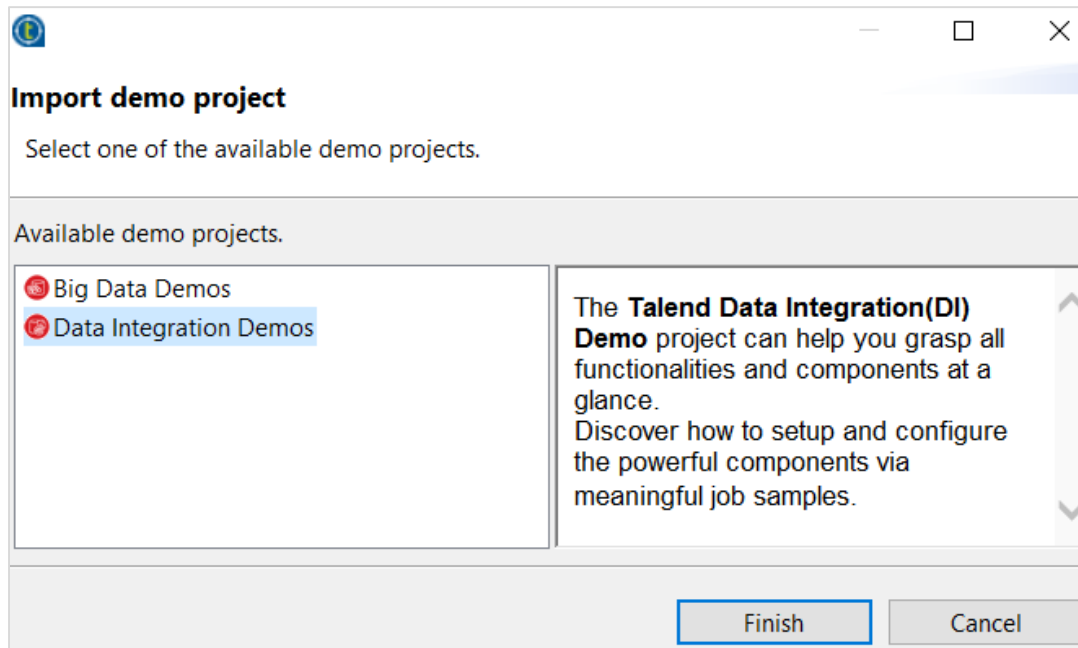 Import demo project
Select one of the available demo projects.
Available demo projects.
Big Data Demos
Data Integration Demos
The Talend Data Integration(DI)
Demo project can help you grasp all
functionalities and components at a
glance.
Discover how to setup and configure
the powerful components via
meaningful job samples.
Finish
Cancel